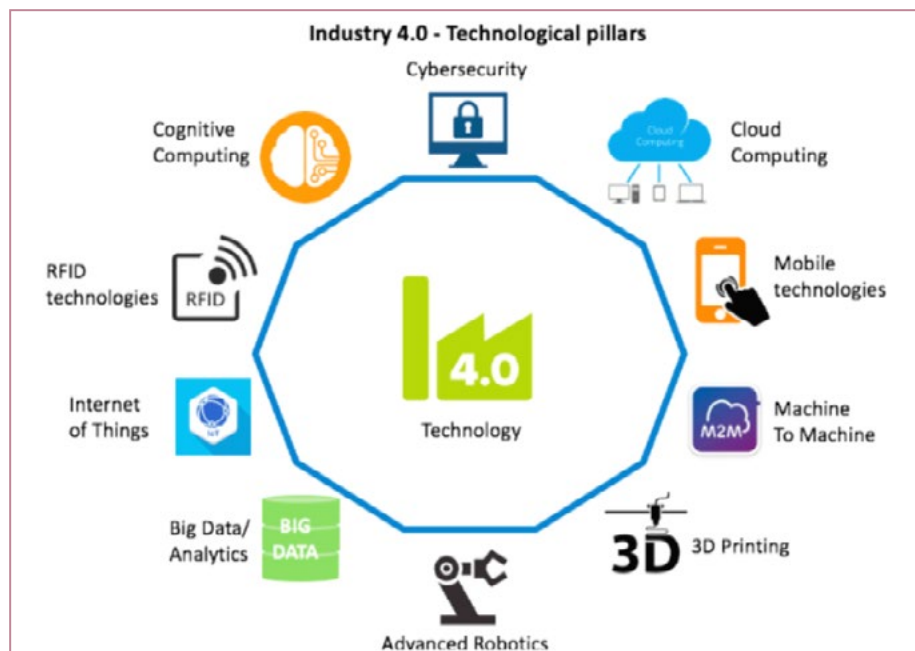 Industry 4.0 - Technological pillars
Cybersecurity
Cognitive
Computing
Cloud
Computing
Cloud
Computing
RFID
technologies
RFID
Mobile
technologies
Internet
of Things
IoT
4.0
Technology
M2M
Machine
To Machine
Big Data/
Analytics
BIG
DATA
3D
3D Printing
Advanced Robotics